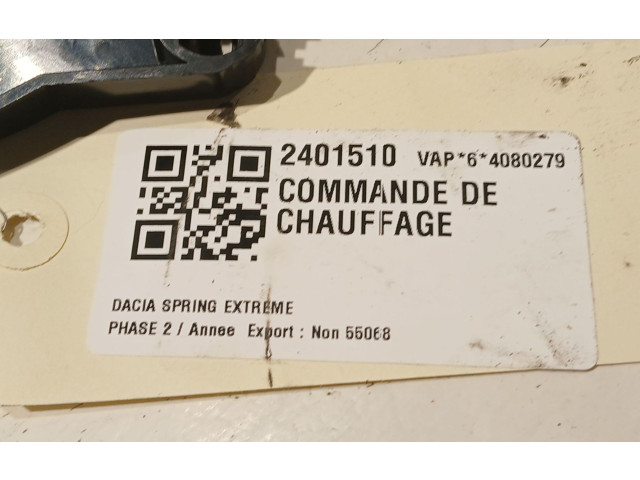 2401510 VAP*6*4080279
COMMANDE DE
CHAUFFAGE
DACIA SPRING EXTREME
PHASE 2 / Annee Export : Non 55068